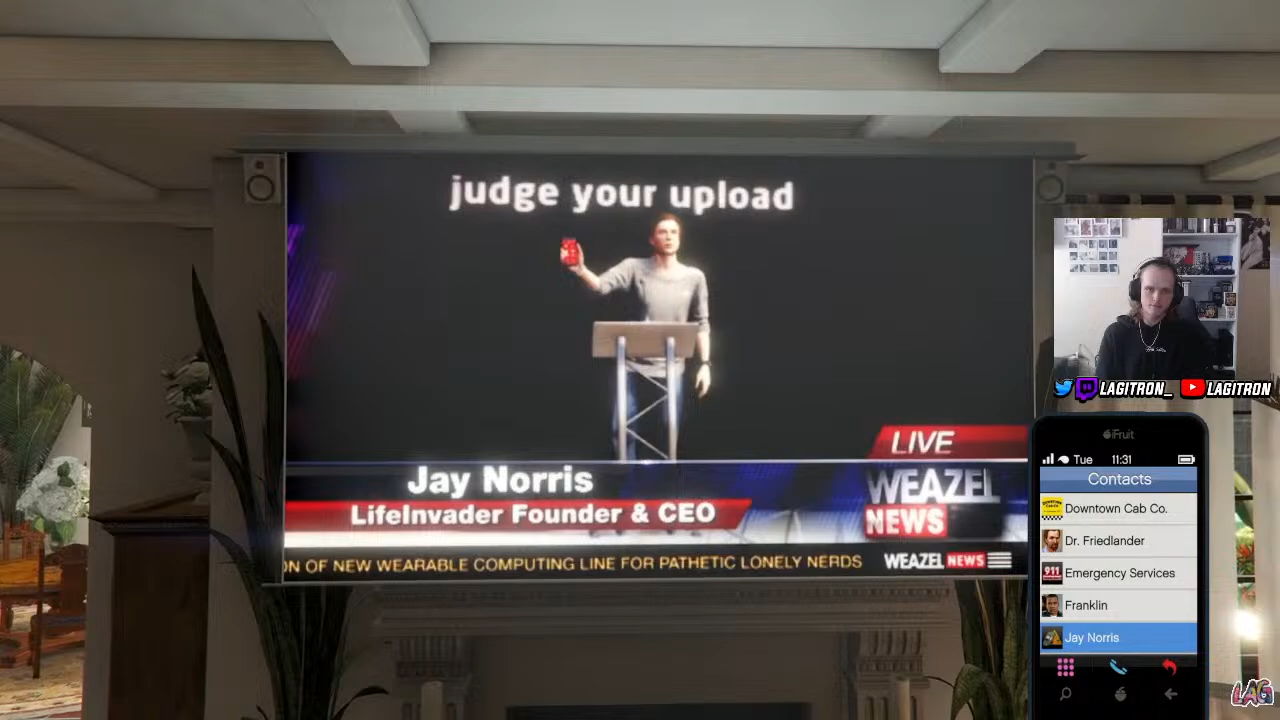 judge your upload
LIVE
Jay Norris
LifeInvader Founder & CEO
WEAZEL
NEWS
ON OF NEW WEARABLE COMPUTING LINE FOR PATHETIC LONELY NERDS
WEAZEL NEWS
LAGITRON_
LAGITRON
iFruit
Tue 11:31
Contacts
Downtown Cab Co.
Dr. Friedlander
911
Emergency Services
Franklin
Jay Norris
LAG